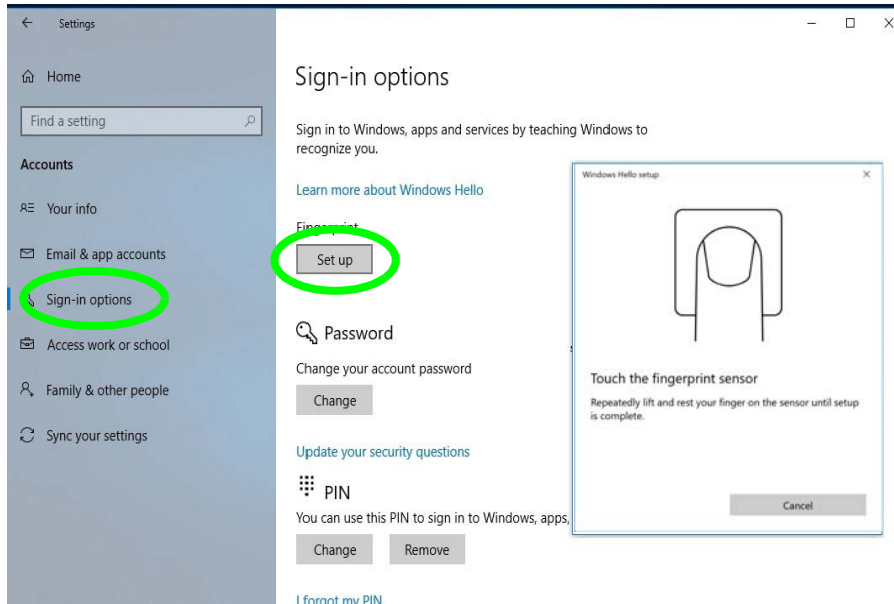 Settings
Home
Find a setting
Accounts
Your info
Email & app accounts
Sign-in options
Access work or school
Family & other people
Sync your settings
Sign-in options
Sign in to Windows, apps and services by teaching Windows to
recognize you.
Learn more about Windows Hello
Fingerprint
Set up
Password
Change your account password
Change
Update your security questions
PIN
You can use this PIN to sign in to Windows, apps,
Change
Remove
I forgot my PIN
Windows Hello setup
Touch the fingerprint sensor
Repeatedly lift and rest your finger on the sensor until setup
is complete.
Cancel